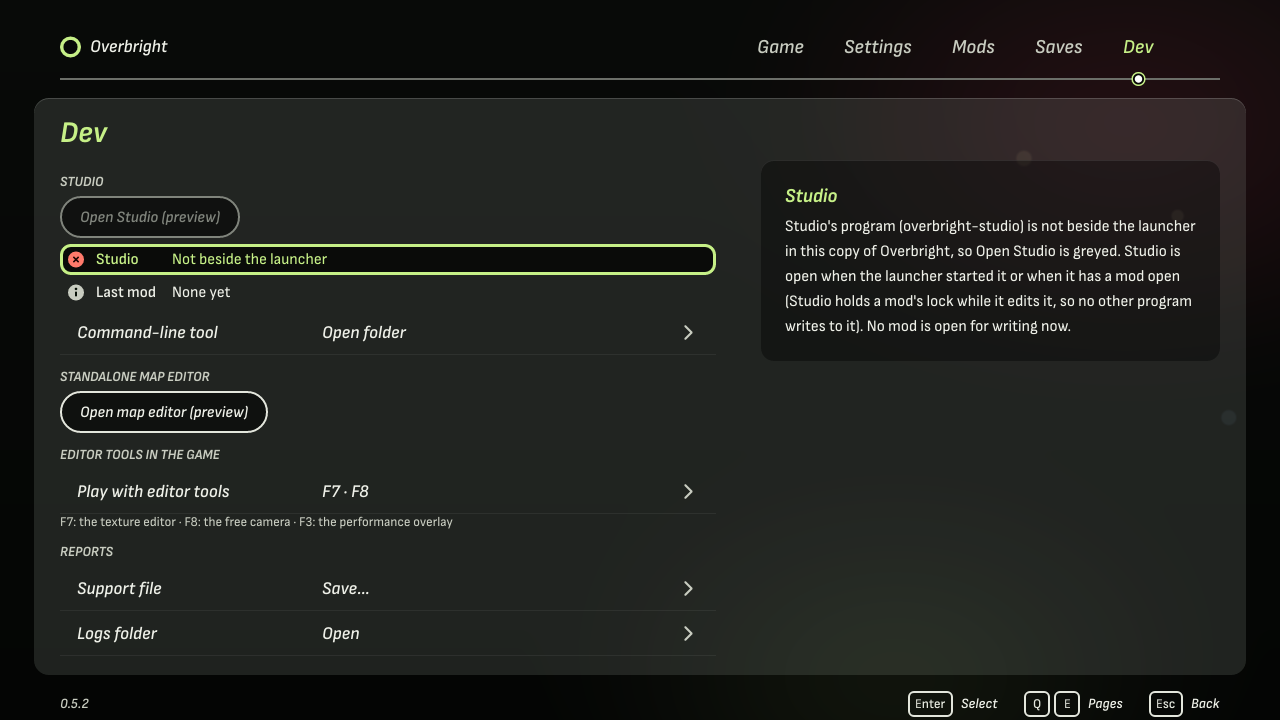 Overbright
Game Settings Mods Saves Dev
Dev
STUDIO
Open Studio (preview)
Studio Not beside the launcher
Last mod None yet
Command-line tool Open folder
STANDALONE MAP EDITOR
Open map editor (preview)
EDITOR TOOLS IN THE GAME
Play with editor tools F7 · F8
F7: the texture editor · F8: the free camera · F3: the performance overlay
REPORTS
Support file Save...
Logs folder Open
Studio
Studio's program (overbright-studio) is not beside the launcher
in this copy of Overbright, so Open Studio is greyed. Studio is
open when the launcher started it or when it has a mod open
(Studio holds a mod's lock while it edits it, so no other program
writes to it). No mod is open for writing now.
0.5.2
Enter Select Q E Pages Esc Back